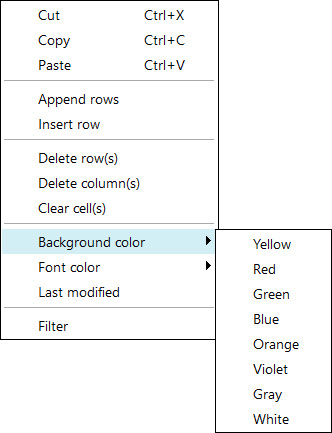 Cut Ctrl+X
Copy Ctrl+C
Paste Ctrl+V
Append rows
Insert row
Delete row(s)
Delete column(s)
Clear cell(s)
Background color
Font color
Last modified
Filter
Yellow
Red
Green
Blue
Orange
Violet
Gray
White